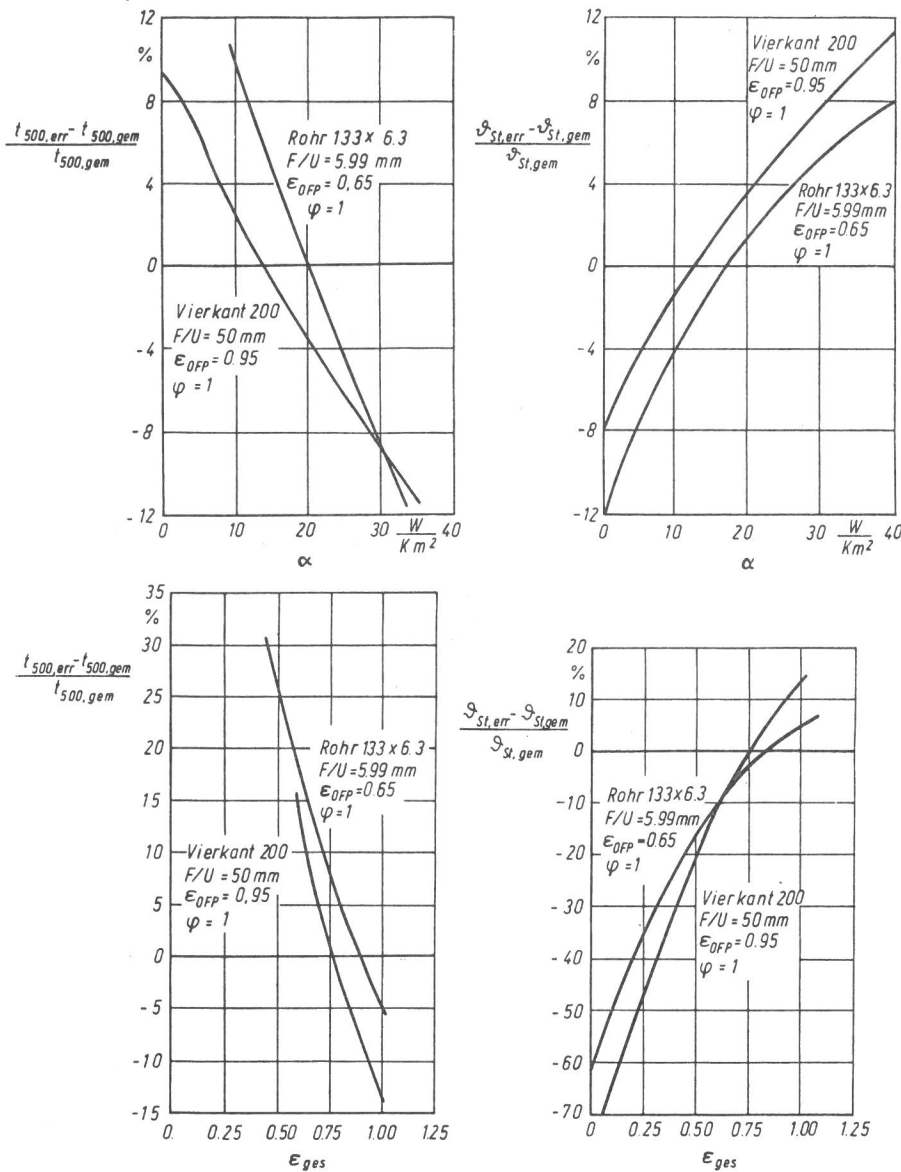 12
%
8
4
0
-4
-8
-12
t500,err - t500,gem
t500,gem
Rohr 133 x 6.3
F/U = 5.99 mm
εOFP = 0,65
φ = 1
Vierkant 200
F/U = 50 mm
εOFP = 0.95
φ = 1
0 10 20 30 W/Km² 40
α
12
%
8
4
0
-4
-8
-12
ϑSt,err - ϑSt,gem
ϑSt,gem
Vierkant 200
F/U = 50 mm
εOFP = 0.95
φ = 1
Rohr 133x6.3
F/U = 5.99mm
εOFP = 0.65
φ = 1
0 10 20 30 W/Km² 40
α
35
%
30
25
20
15
10
5
0
-5
-10
-15
t500,err - t500,gem
t500,gem
Rohr 133 x 6.3
F/U = 5.99 mm
εOFP = 0.65
φ = 1
Vierkant 200
F/U = 50 mm
εOFP = 0,95
φ = 1
0. 0.25 0.50 0.75 1.00 1.25
εges
20
%
10
0
-10
-20
-30
-40
-50
-60
-70
ϑSt,err - ϑSt,gem
ϑSt,gem
Rohr 133x6.3
F/U = 5.99mm
εOFP = 0.65
φ = 1
Vierkant 200
F/U = 50 mm
εOFP = 0.95
φ = 1
0 0.25 0.50 0.75 1.00 1.25
εges